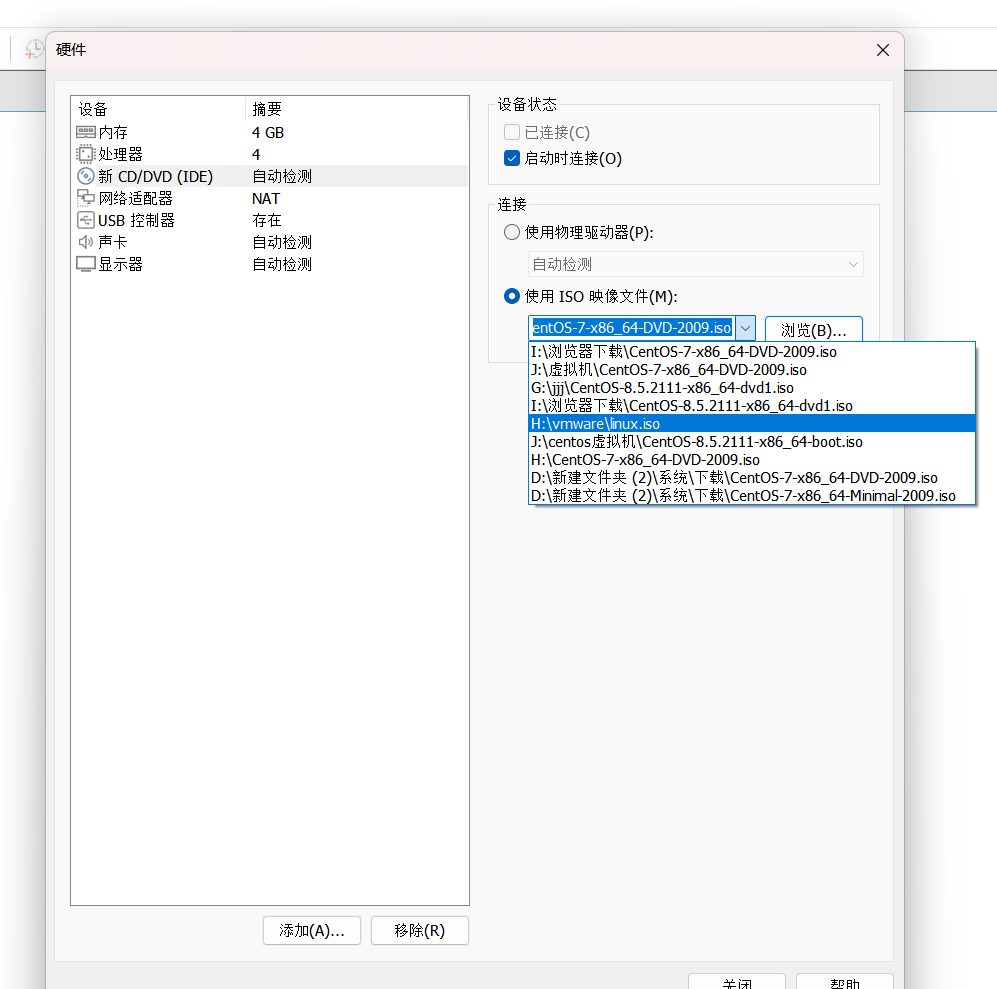 硬件
设备 摘要
内存 4 GB
处理器 4
新 CD/DVD (IDE) 自动检测
网络适配器 NAT
USB 控制器 存在
声卡 自动检测
显示器 自动检测
添加(A)... 移除(R)
设备状态
已连接(C)
启动时连接(O)
连接
使用物理驱动器(P):
自动检测
使用 ISO 映像文件(M):
entOS-7-x86_64-DVD-2009.iso 浏览(B)...
I:\浏览器下载\CentOS-7-x86_64-DVD-2009.iso
J:\虚拟机\CentOS-7-x86_64-DVD-2009.iso
G:\jjj\CentOS-8.5.2111-x86_64-dvd1.iso
I:\浏览器下载\CentOS-8.5.2111-x86_64-dvd1.iso
H:\vmware\linux.iso
J:\centos虚拟机\CentOS-8.5.2111-x86_64-boot.iso
H:\CentOS-7-x86_64-DVD-2009.iso
D:\新建文件夹 (2)\系统\下载\CentOS-7-x86_64-DVD-2009.iso
D:\新建文件夹 (2)\系统\下载\CentOS-7-x86_64-Minimal-2009.iso
关闭 帮助